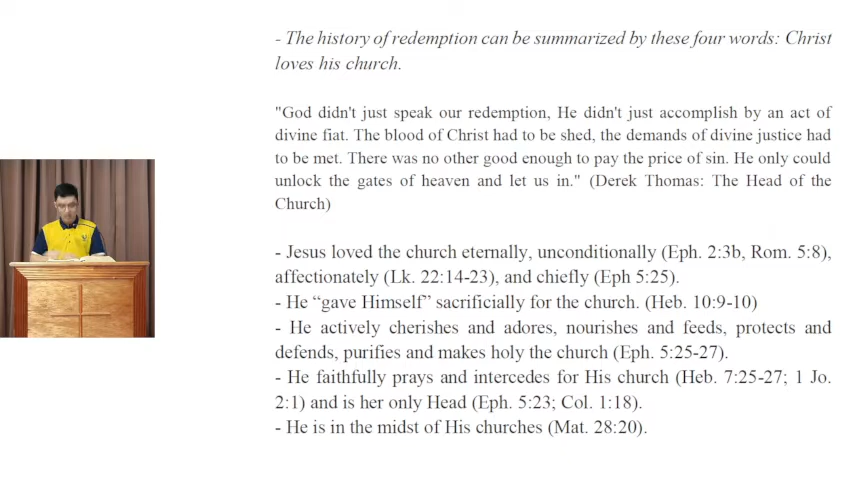 - The history of redemption can be summarized by these four words: Christ
loves his church.
"God didn't just speak our redemption, He didn't just accomplish by an act of
divine fiat. The blood of Christ had to be shed, the demands of divine justice had
to be met. There was no other good enough to pay the price of sin. He only could
unlock the gates of heaven and let us in." (Derek Thomas: The Head of the
Church)
- Jesus loved the church eternally, unconditionally (Eph. 2:3b, Rom. 5:8),
affectionately (Lk. 22:14-23), and chiefly (Eph 5:25).
- He “gave Himself” sacrificially for the church. (Heb. 10:9-10)
- He actively cherishes and adores, nourishes and feeds, protects and
defends, purifies and makes holy the church (Eph. 5:25-27).
- He faithfully prays and intercedes for His church (Heb. 7:25-27; 1 Jo.
2:1) and is her only Head (Eph. 5:23; Col. 1:18).
- He is in the midst of His churches (Mat. 28:20).